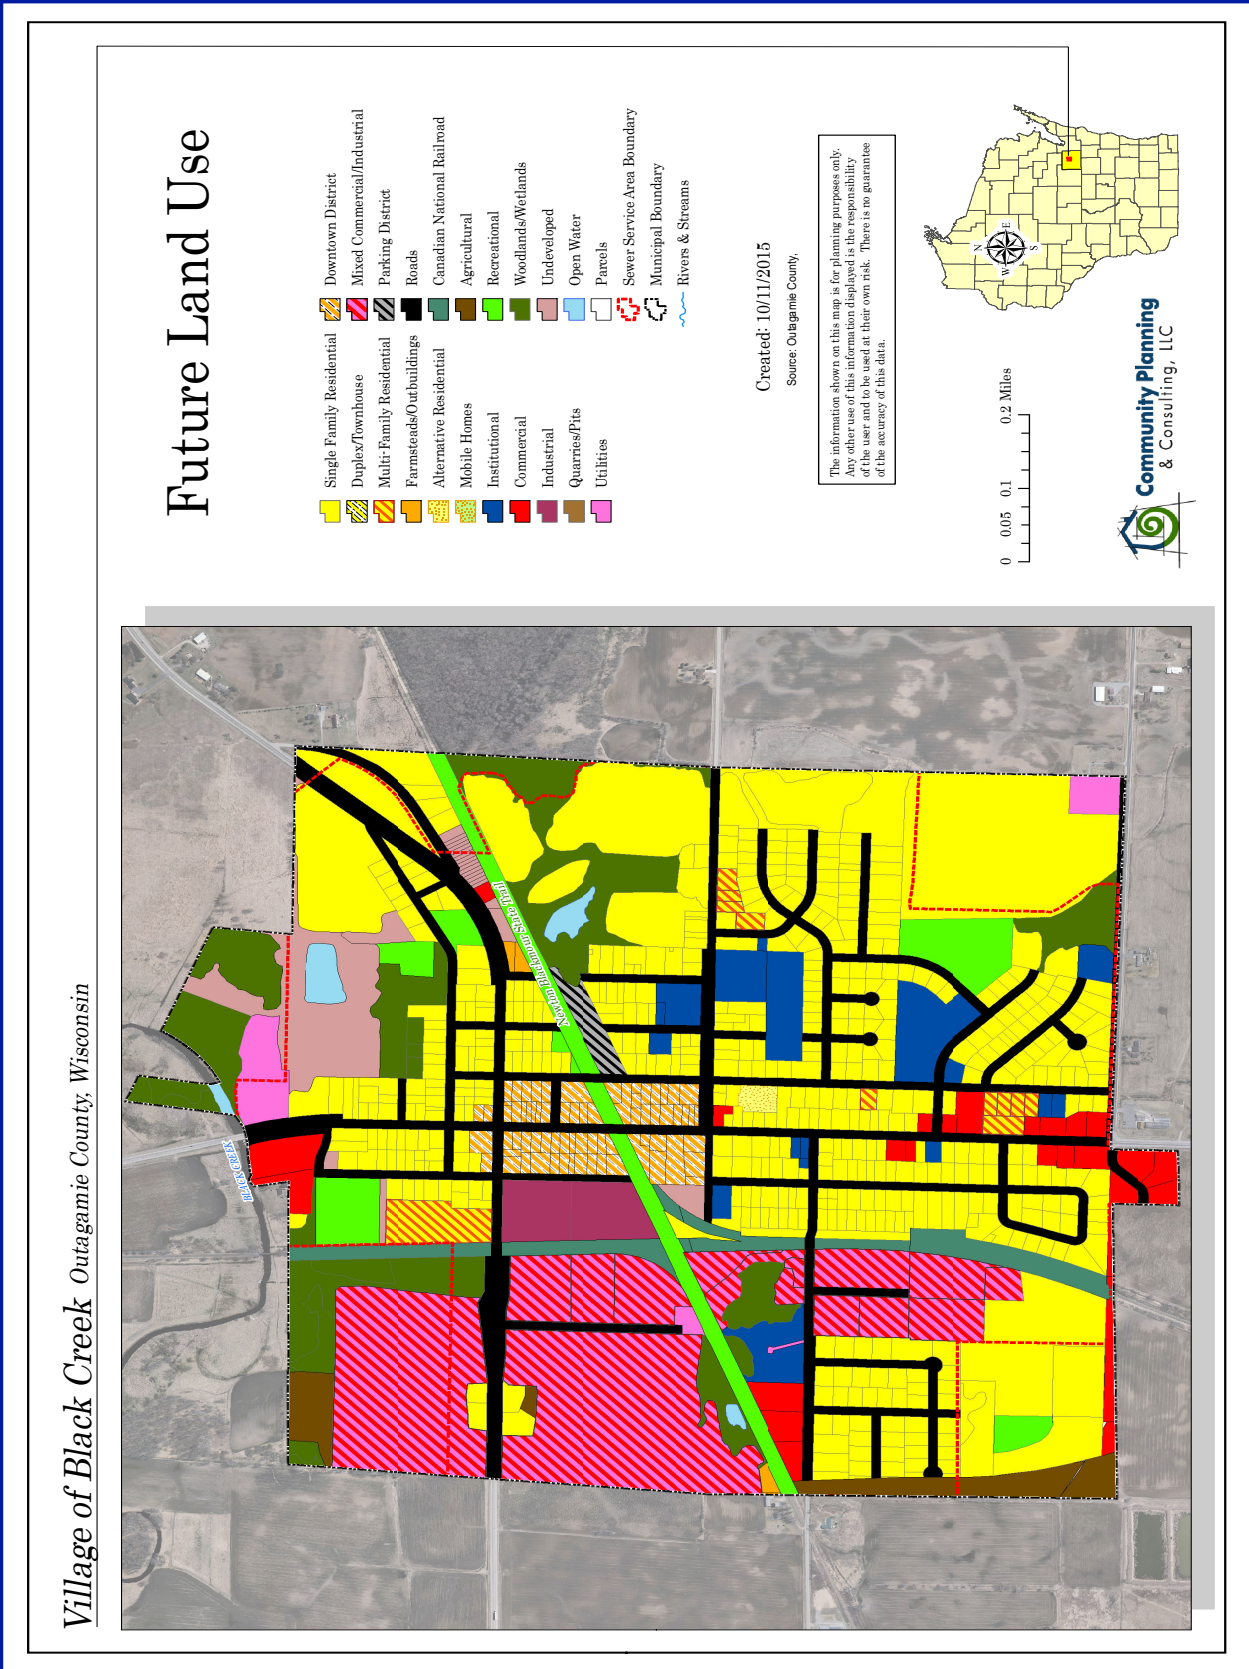 Village of Black Creek Outagamie County, Wisconsin
Future Land Use
Single Family Residential
Duplex/Townhouse
Multi-Family Residential
Farmsteads/Outbuildings
Alternative Residential
Mobile Homes
Institutional
Commercial
Industrial
Quarries/Pits
Utilities
Downtown District
Mixed Commercial/Industrial
Parking District
Roads
Canadian National Railroad
Agricultural
Recreational
Woodlands/Wetlands
Undeveloped
Open Water
Parcels
Sewer Service Area Boundary
Municipal Boundary
Rivers & Streams
Created: 10/11/2015
Source: Outagamie County,
The information shown on this map is for planning purposes only.
Any other use of this information displayed is the responsibility
of the user and to be used at their own risk. There is no guarantee
of the accuracy of this data.
0 0.05 0.1 0.2 Miles
Community Planning
& Consulting, LLC
N
W E
S
BLACK CREEK
Newton Blackmour State Trail